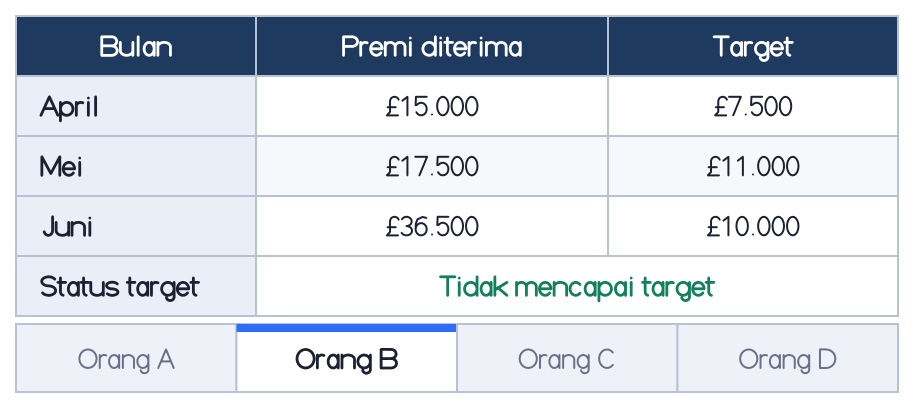 Bulan Premi diterima Target
April £15.000 £7.500
Mei £17.500 £11.000
Juni £36.500 £10.000
Status target Tidak mencapai target
Orang A Orang B Orang C Orang D